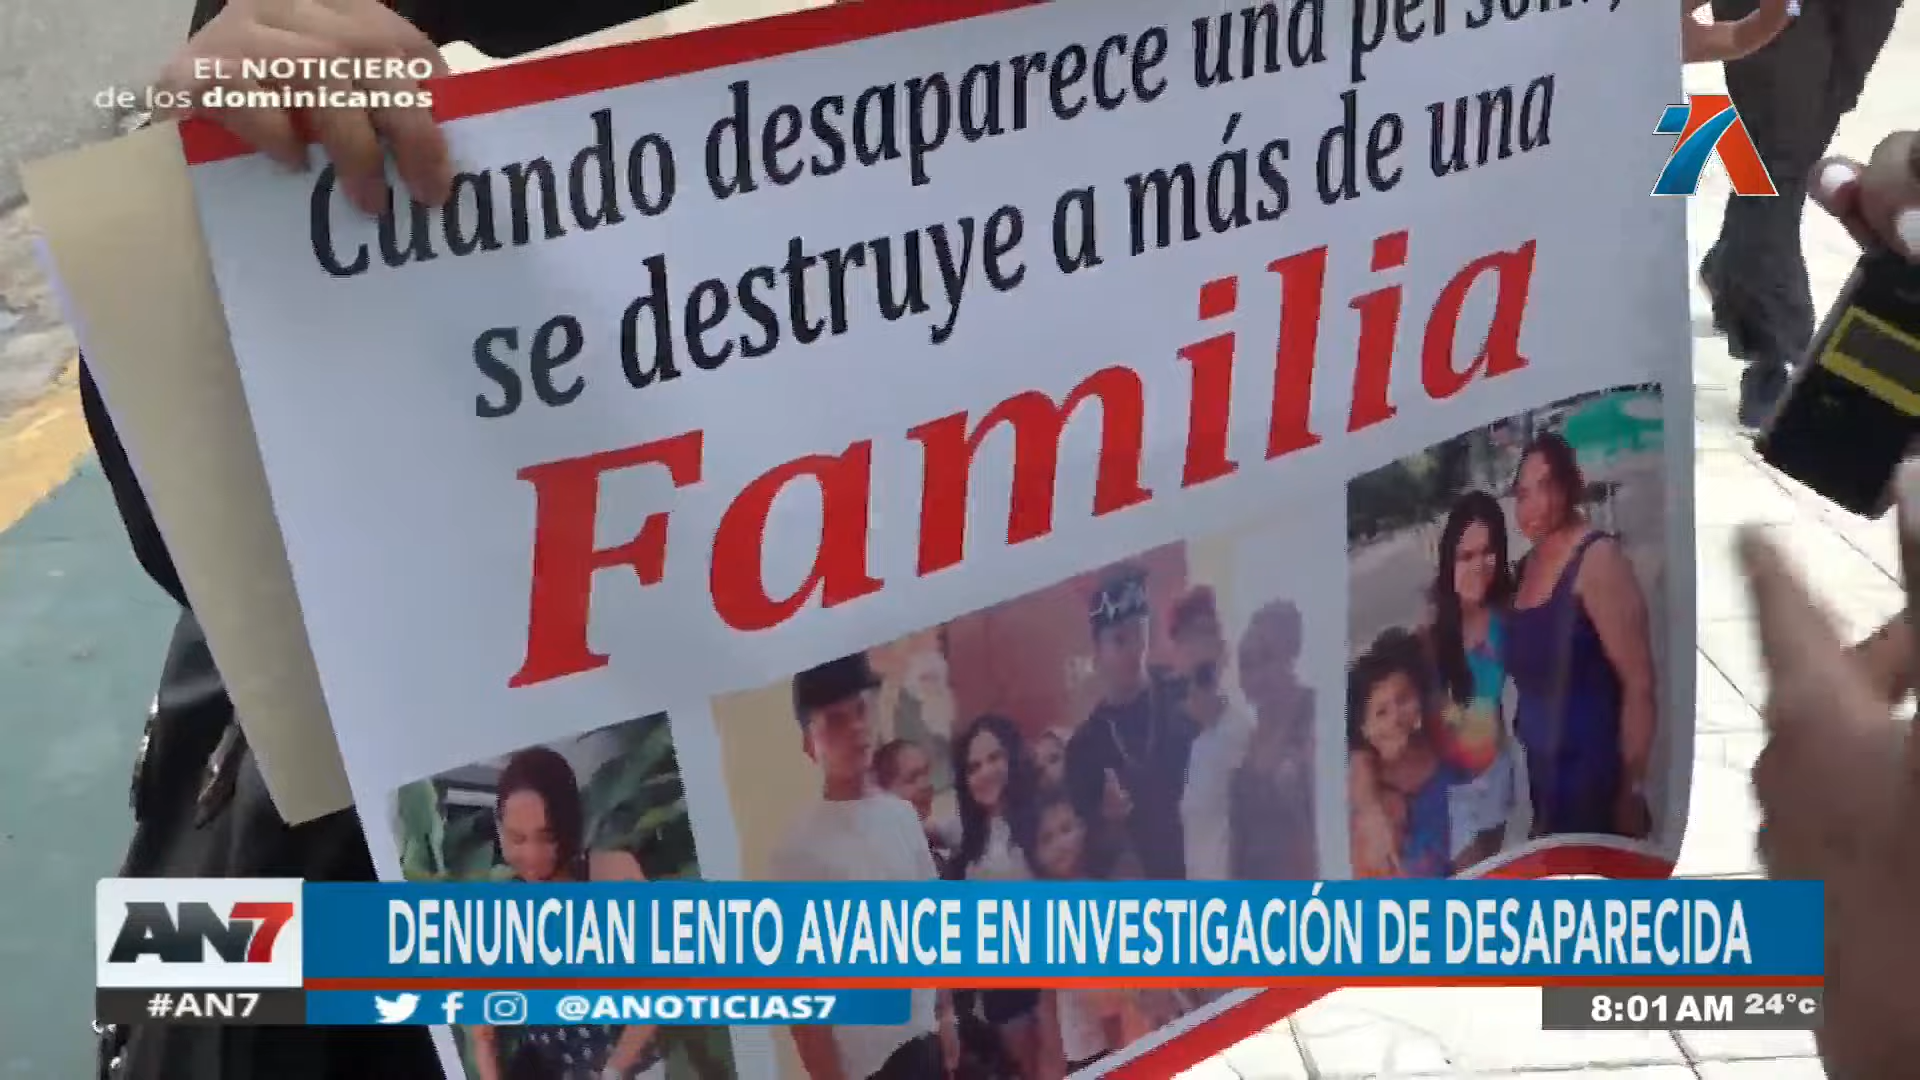 EL NOTICIERO
de los dominicanos
Cuando desaparece una
se destruye a más de una
Familia
AN7
DENUNCIAN LENTO AVANCE EN INVESTIGACIÓN DE DESAPARECIDA
#AN7
@ANOTICIAS7
8:01 AM 24°c